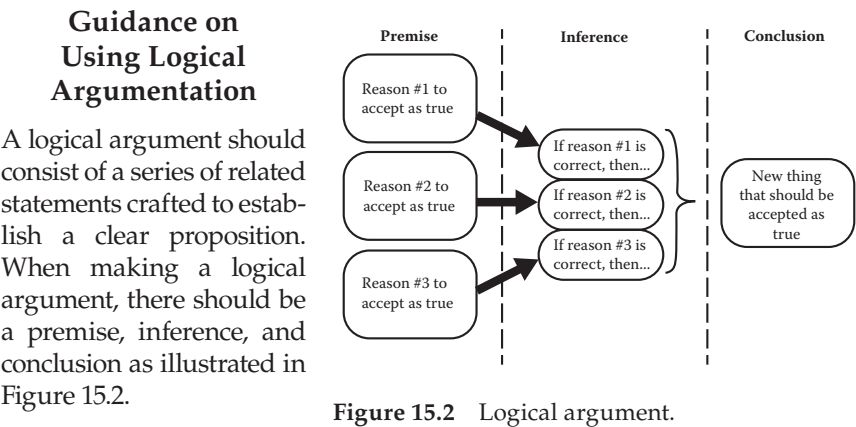 Guidance on
Using Logical
Argumentation
A logical argument should
consist of a series of related
statements crafted to estab-
lish a clear proposition.
When making a logical
argument, there should be
a premise, inference, and
conclusion as illustrated in
Figure 15.2.
Premise
Inference
Conclusion
Reason #1 to
accept as true
Reason #2 to
accept as true
Reason #3 to
accept as true
If reason #1 is
correct, then...
If reason #2 is
correct, then...
If reason #3 is
correct, then...
New thing
that should be
accepted as
true
Figure 15.2 Logical argument.